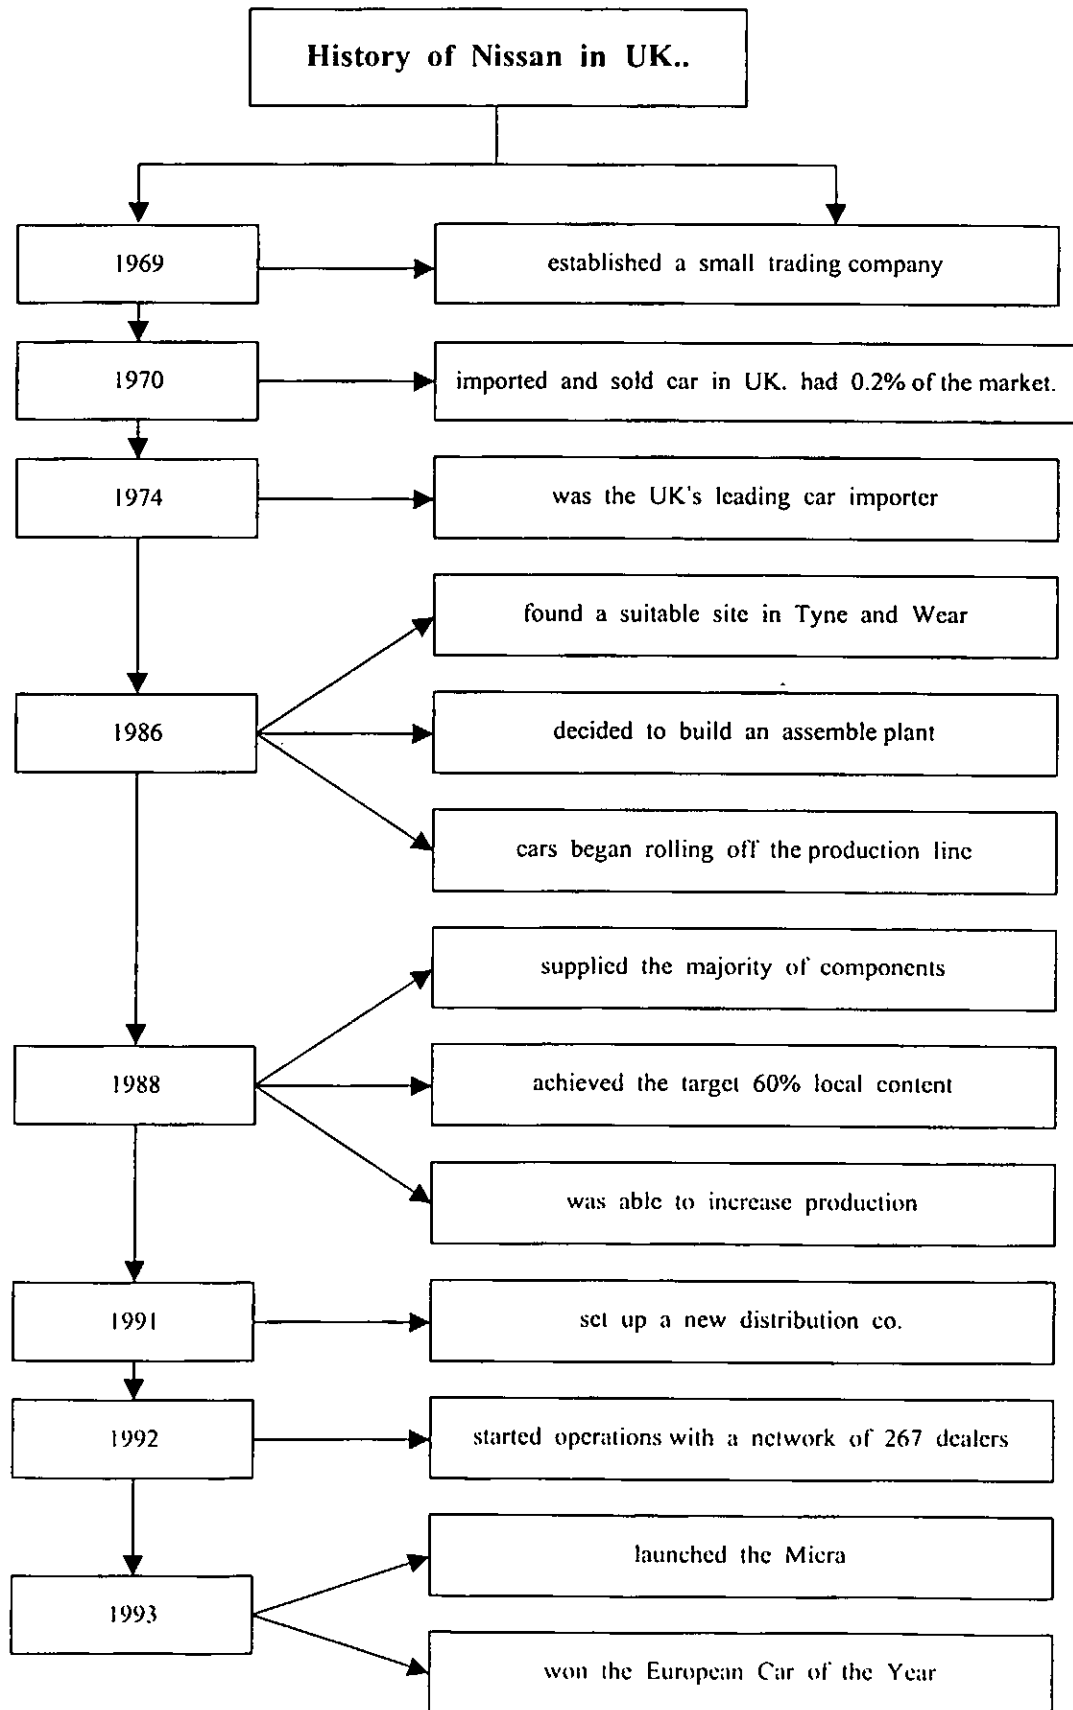 History of Nissan in UK..
1969
established a small trading company
1970
imported and sold car in UK. had 0.2% of the market.
1974
was the UK's leading car importer
found a suitable site in Tyne and Wear
1986
decided to build an assemble plant
cars began rolling off the production line
supplied the majority of components
1988
achieved the target 60% local content
was able to increase production
1991
set up a new distribution co.
1992
started operations with a network of 267 dealers
launched the Micra
1993
won the European Car of the Year